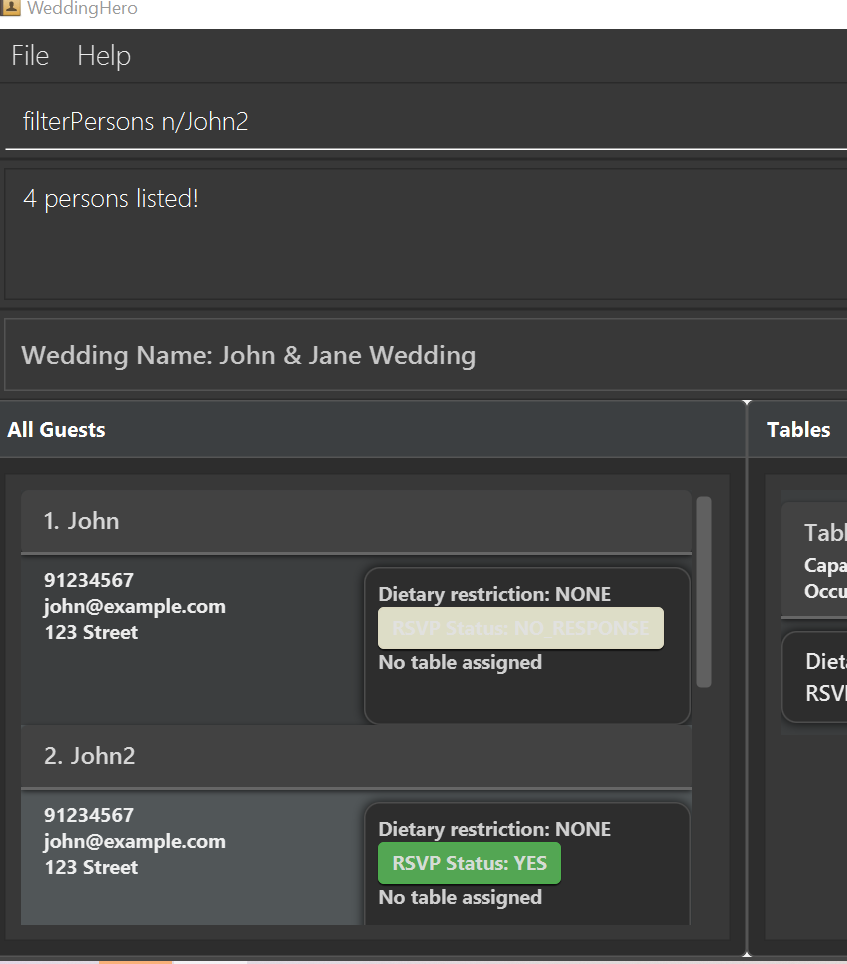 WeddingHero
File Help
filterPersons n/John2
4 persons listed!
Wedding Name: John & Jane Wedding
All Guests
Tables
1. John
91234567
john@example.com
123 Street
Dietary restriction: NONE
RSVP Status: NO_RESPONSE
No table assigned
2. John2
91234567
john@example.com
123 Street
Dietary restriction: NONE
RSVP Status: YES
No table assigned
Tabl
Capa
Occu
Diet
RSVI